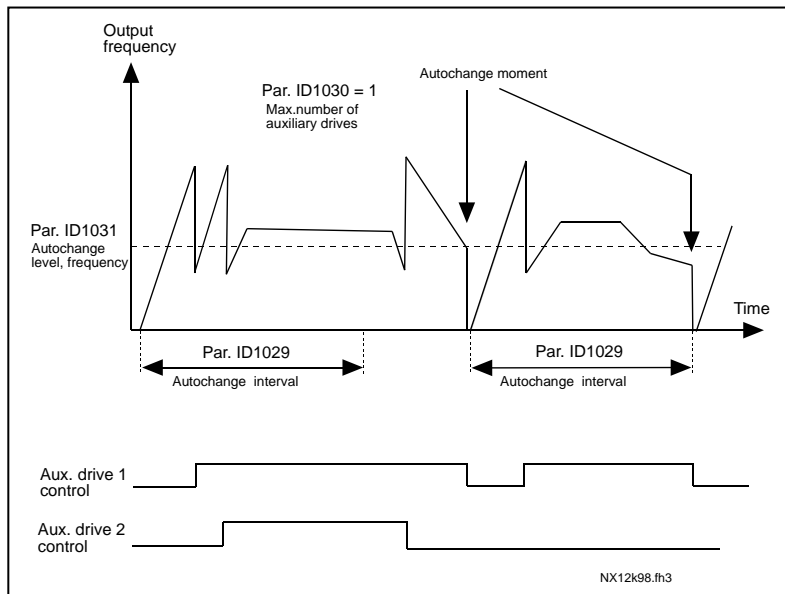 Output
frequency
Par. ID1030 = 1
Max.number of
auxiliary drives
Autochange moment
Par. ID1031
Autochange
level, frequency
Time
Par. ID1029
Autochange interval
Par. ID1029
Autochange interval
Aux. drive 1
control
Aux. drive 2
control
NX12k98.fh3